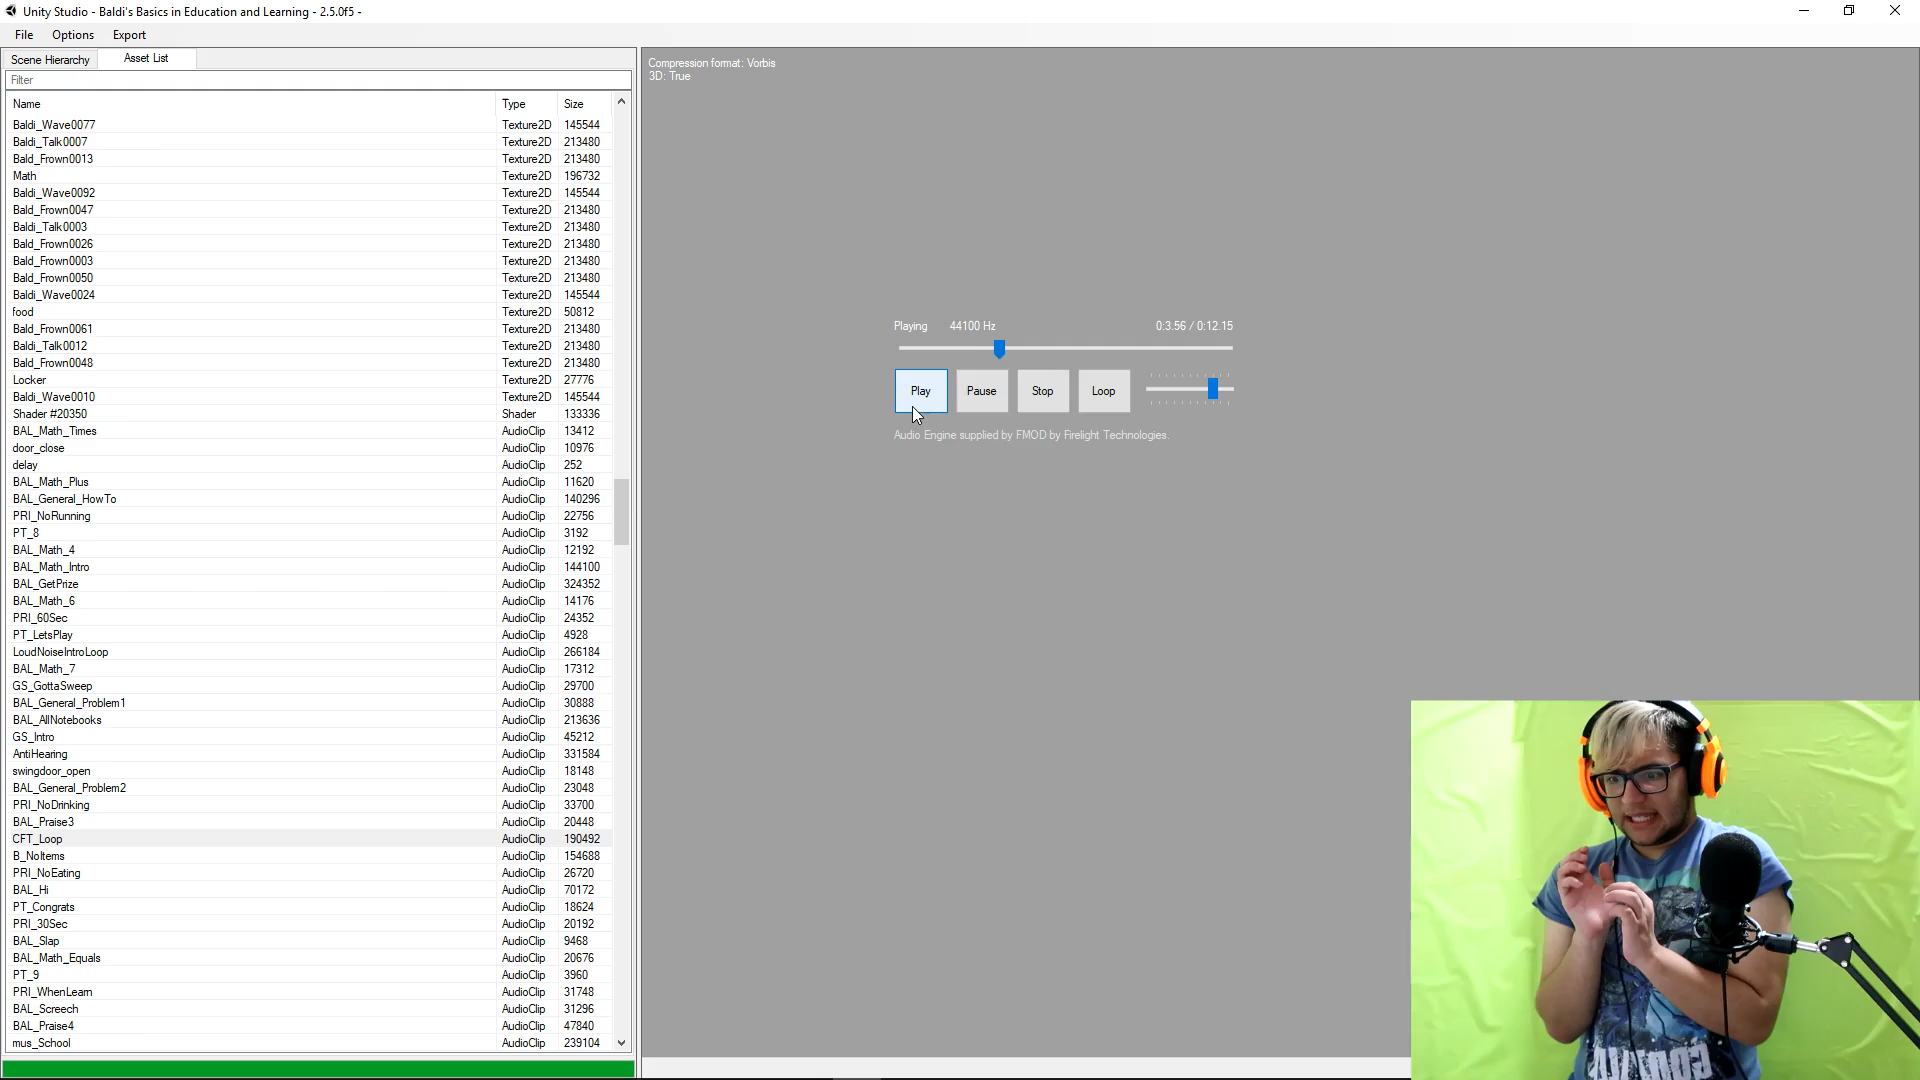 Unity Studio - Baldi's Basics in Education and Learning - 2.5.0f5 -
File Options Export
Scene Hierarchy Asset List
Filter
Name Type Size
Baldi_Wave0077 Texture2D 145544
Baldi_Talk0007 Texture2D 213480
Bald_Frown0013 Texture2D 213480
Math Texture2D 196732
Baldi_Wave0092 Texture2D 145544
Bald_Frown0047 Texture2D 213480
Baldi_Talk0003 Texture2D 213480
Bald_Frown0026 Texture2D 213480
Bald_Frown0003 Texture2D 213480
Bald_Frown0050 Texture2D 213480
Baldi_Wave0024 Texture2D 145544
food Texture2D 50812
Bald_Frown0061 Texture2D 213480
Baldi_Talk0012 Texture2D 213480
Bald_Frown0048 Texture2D 213480
Locker Texture2D 27776
Baldi_Wave0010 Texture2D 145544
Shader #20350 Shader 133336
BAL_Math_Times AudioClip 13412
door_close AudioClip 10976
delay AudioClip 252
BAL_Math_Plus AudioClip 11620
BAL_General_HowTo AudioClip 140296
PRI_NoRunning AudioClip 22756
PT_8 AudioClip 3192
BAL_Math_4 AudioClip 12192
BAL_Math_Intro AudioClip 144100
BAL_GetPrize AudioClip 324352
BAL_Math_6 AudioClip 14176
PRI_60Sec AudioClip 24352
PT_LetsPlay AudioClip 4928
LoudNoiseIntroLoop AudioClip 266184
BAL_Math_7 AudioClip 17312
GS_GottaSweep AudioClip 29700
BAL_General_Problem1 AudioClip 30888
BAL_AllNotebooks AudioClip 213636
GS_Intro AudioClip 45212
AntiHearing AudioClip 331584
swingdoor_open AudioClip 18148
BAL_General_Problem2 AudioClip 23048
PRI_NoDrinking AudioClip 33700
BAL_Praise3 AudioClip 20448
CFT_Loop AudioClip 190492
B_NoItems AudioClip 154688
PRI_NoEating AudioClip 26720
BAL_Hi AudioClip 70172
PT_Congrats AudioClip 18624
PRI_30Sec AudioClip 20192
BAL_Slap AudioClip 9468
BAL_Math_Equals AudioClip 20676
PT_9 AudioClip 3960
PRI_WhenLearn AudioClip 31748
BAL_Screech AudioClip 31296
BAL_Praise4 AudioClip 47840
mus_School AudioClip 239104
Compression format: Vorbis
3D: True
Playing 44100 Hz 0:3.56 / 0:12.15
Play Pause Stop Loop
Audio Engine supplied by FMOD by Firelight Technologies.